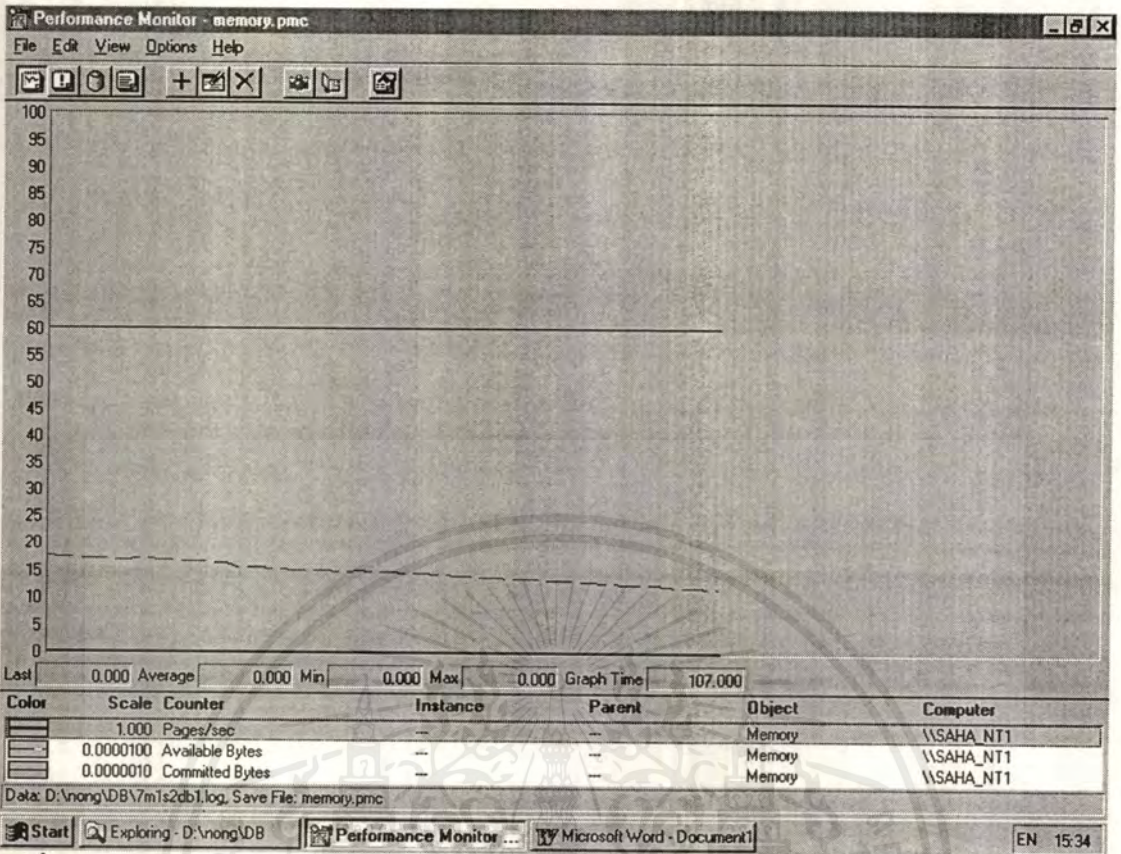 Performance Monitor - memory.pmc
File Edit View Options Help
100
95
90
85
80
75
70
65
60
55
50
45
40
35
30
25
20
15
10
5
0
Last 0.000 Average 0.000 Min 0.000 Max 0.000 Graph Time 107.000
Color Scale Counter Instance Parent Object Computer
1.000 Pages/sec --- --- Memory \\SAHA_NT1
0.0000100 Available Bytes --- --- Memory \\SAHA_NT1
0.0000010 Committed Bytes --- --- Memory \\SAHA_NT1
Data: D:\nong\DB\7m1s2db1.log, Save File: memory.pmc
Start Exploring - D:\nong\DB Performance Monitor ... Microsoft Word - Document1 EN 15:34